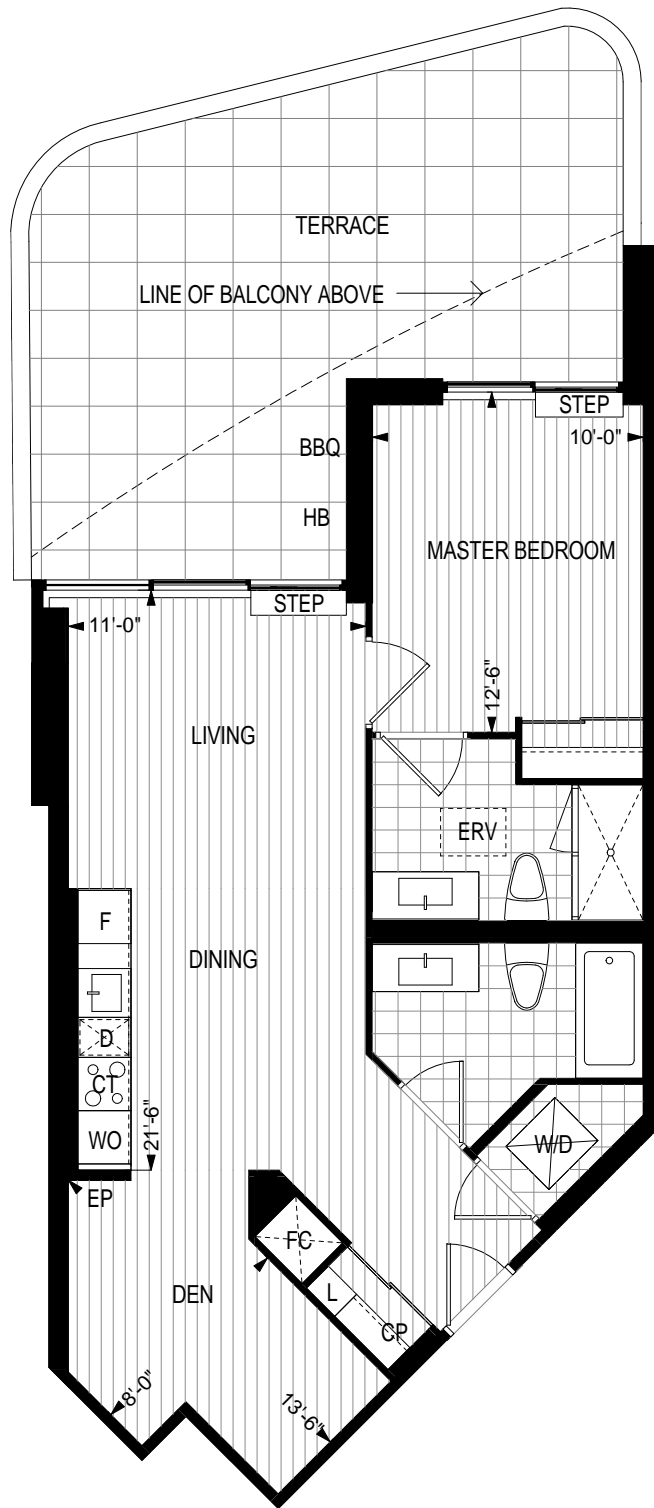 TERRACE
LINE OF BALCONY ABOVE
STEP
10'-0"
BBQ
HB
MASTER BEDROOM
STEP
11'-0"
12'-6"
LIVING
ERV
F
DINING
D
CT
WO
21'-6"
W/D
EP
FC
DEN
L
CP
8'-0"
13'-6"